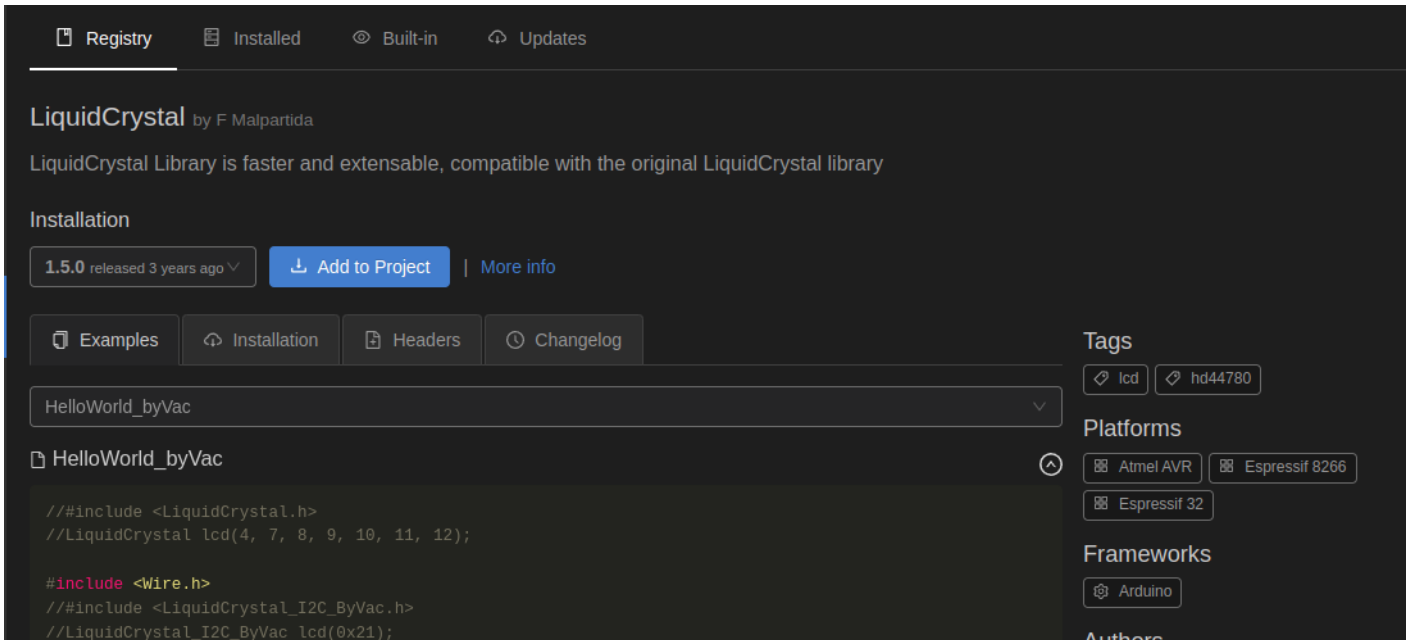 Registry Installed Built-in Updates
LiquidCrystal by F Malpartida
LiquidCrystal Library is faster and extensable, compatible with the original LiquidCrystal library
Installation
1.5.0 released 3 years ago Add to Project | More info
Examples Installation Headers Changelog
HelloWorld_byVac
HelloWorld_byVac
//#include <LiquidCrystal.h>
//LiquidCrystal lcd(4, 7, 8, 9, 10, 11, 12);
#include <Wire.h>
//#include <LiquidCrystal_I2C_ByVac.h>
//LiquidCrystal_I2C_ByVac lcd(0x21);
Tags
lcd hd44780
Platforms
Atmel AVR Espressif 8266
Espressif 32
Frameworks
Arduino
Authors